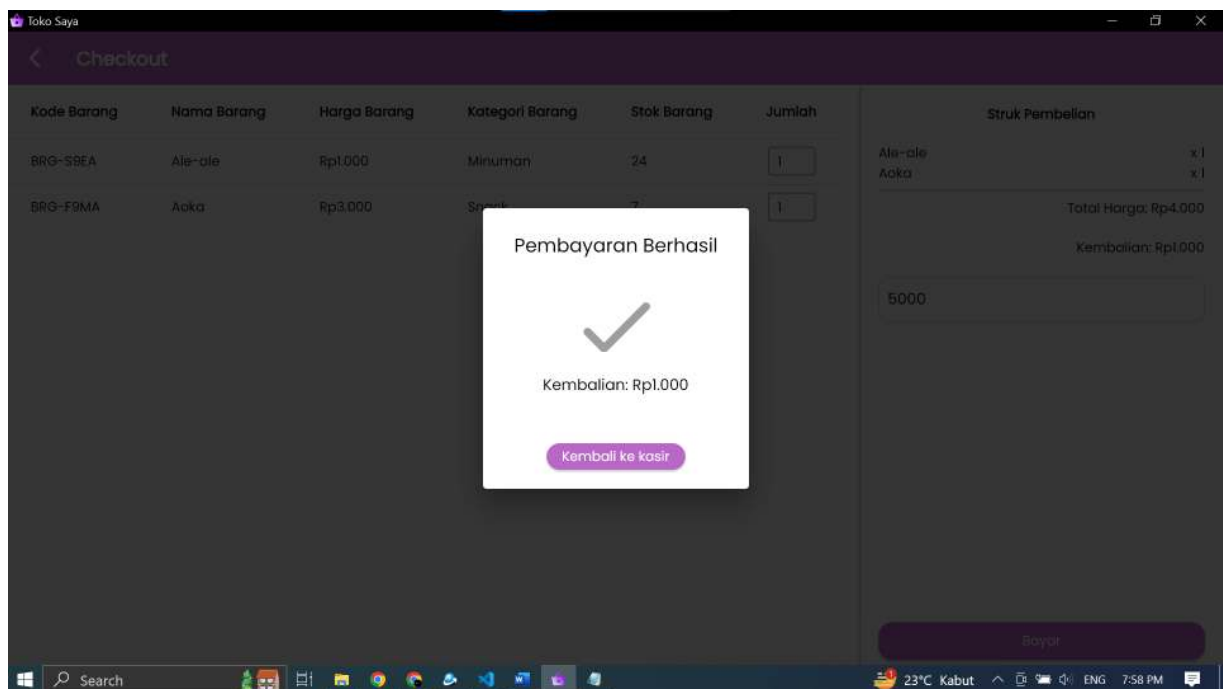 Toko Saya
Checkout
Kode Barang Nama Barang Harga Barang Kategori Barang Stok Barang Jumlah
BRG-S9EA Ale-ale Rp1.000 Minuman 24 1
BRG-F9MA Aoka Rp3.000 Snack 7 1
Struk Pembelian
Ale-ale x 1
Aoka x 1
Total Harga: Rp4.000
Kembalian: Rp1.000
5000
Bayar
Pembayaran Berhasil
Kembalian: Rp1.000
Kembali ke kasir
Search 23°C Kabut ENG 7:58 PM